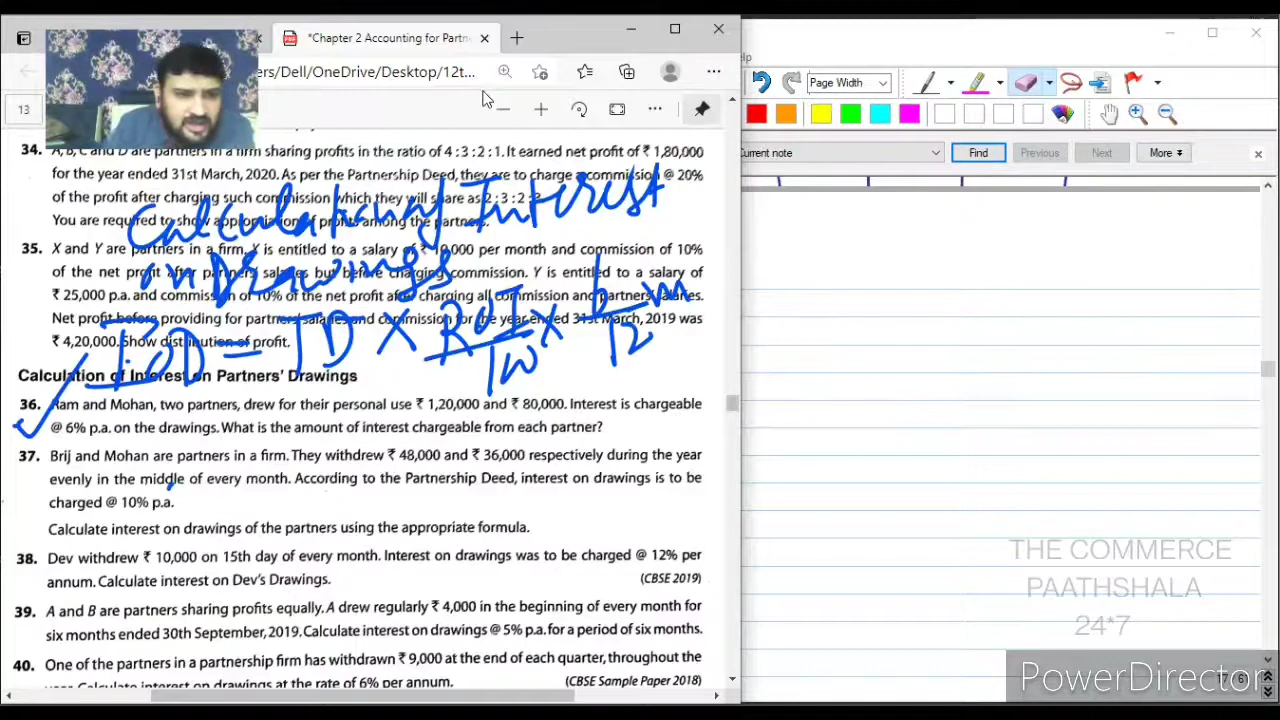 *Chapter 2 Accounting for Partn
ers/Dell/OneDrive/Desktop/12t...
13
elp
Page Width
Current note
Find
Previous
Next
More
34. A, B, C and D are partners in a firm sharing profits in the ratio of 4 : 3 : 2 : 1. It earned net profit of ₹ 1,80,000
for the year ended 31st March, 2020. As per the Partnership Deed, they are to charge a commission @ 20%
of the profit after charging such commission which they will share as 2 : 3 : 2 : 3.
You are required to show appropriation of profits among the partners.
Calculation of Interest
on Drawings
IOD = TD × ROI/100 × 6/12 m
35. X and Y are partners in a firm. X is entitled to a salary of ₹ 10,000 per month and commission of 10%
of the net profit after partners' salaries but before charging commission. Y is entitled to a salary of
₹ 25,000 p.a. and commission of 10% of the net profit after charging all commission and partners' salaries.
Net profit before providing for partners' salaries and commission for the year ended 31st March, 2019 was
₹ 4,20,000. Show distribution of profit.
Calculation of Interest on Partners' Drawings
36. Ram and Mohan, two partners, drew for their personal use ₹ 1,20,000 and ₹ 80,000. Interest is chargeable
@ 6% p.a. on the drawings. What is the amount of interest chargeable from each partner?
37. Brij and Mohan are partners in a firm. They withdrew ₹ 48,000 and ₹ 36,000 respectively during the year
evenly in the middle of every month. According to the Partnership Deed, interest on drawings is to be
charged @ 10% p.a.
Calculate interest on drawings of the partners using the appropriate formula.
38. Dev withdrew ₹ 10,000 on 15th day of every month. Interest on drawings was to be charged @ 12% per
annum. Calculate interest on Dev's Drawings. (CBSE 2019)
39. A and B are partners sharing profits equally. A drew regularly ₹ 4,000 in the beginning of every month for
six months ended 30th September, 2019. Calculate interest on drawings @ 5% p.a. for a period of six months.
40. One of the partners in a partnership firm has withdrawn ₹ 9,000 at the end of each quarter, throughout the
year. Calculate interest on drawings at the rate of 6% per annum. (CBSE Sample Paper 2018)
THE COMMERCE
PAATHSHALA
24*7
PowerDirector